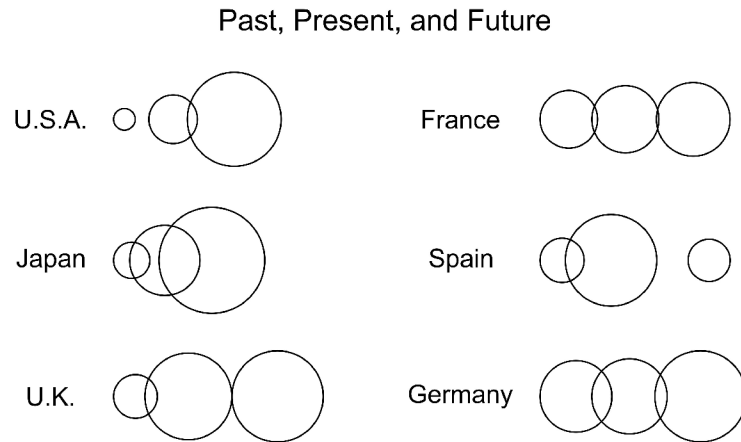 Past, Present, and Future
U.S.A.
France
Japan
Spain
U.K.
Germany